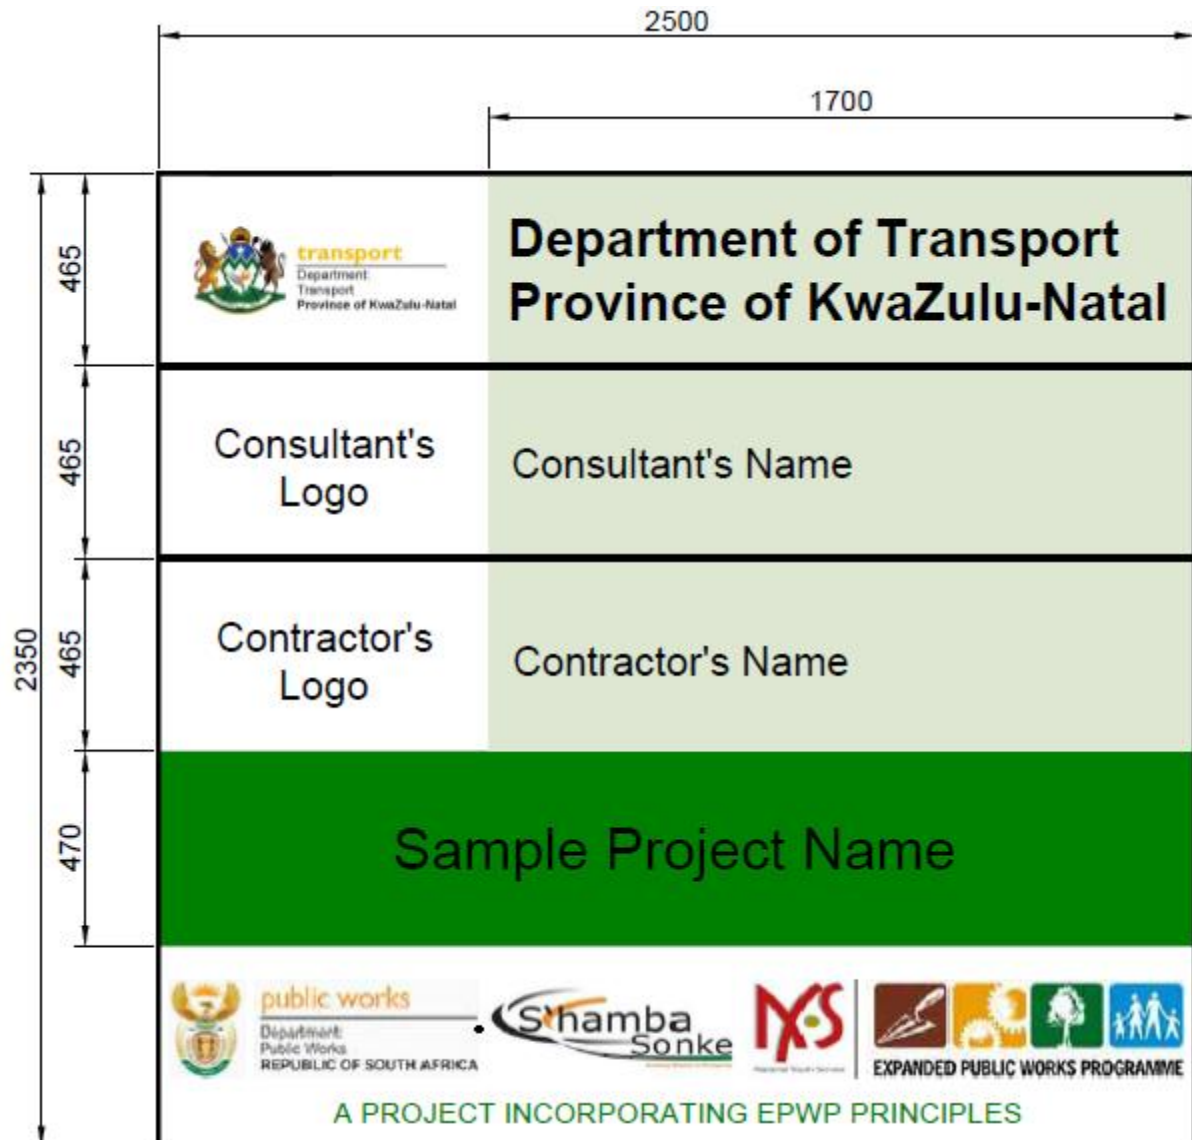 2500
1700
465
transport
Department:
Transport
Province of KwaZulu-Natal
Department of Transport
Province of KwaZulu-Natal
465
Consultant's
Logo
Consultant's Name
2350
465
Contractor's
Logo
Contractor's Name
470
Sample Project Name
public works
Department:
Public Works
REPUBLIC OF SOUTH AFRICA
S'hamba
Sonke
NYS
EXPANDED PUBLIC WORKS PROGRAMME
A PROJECT INCORPORATING EPWP PRINCIPLES